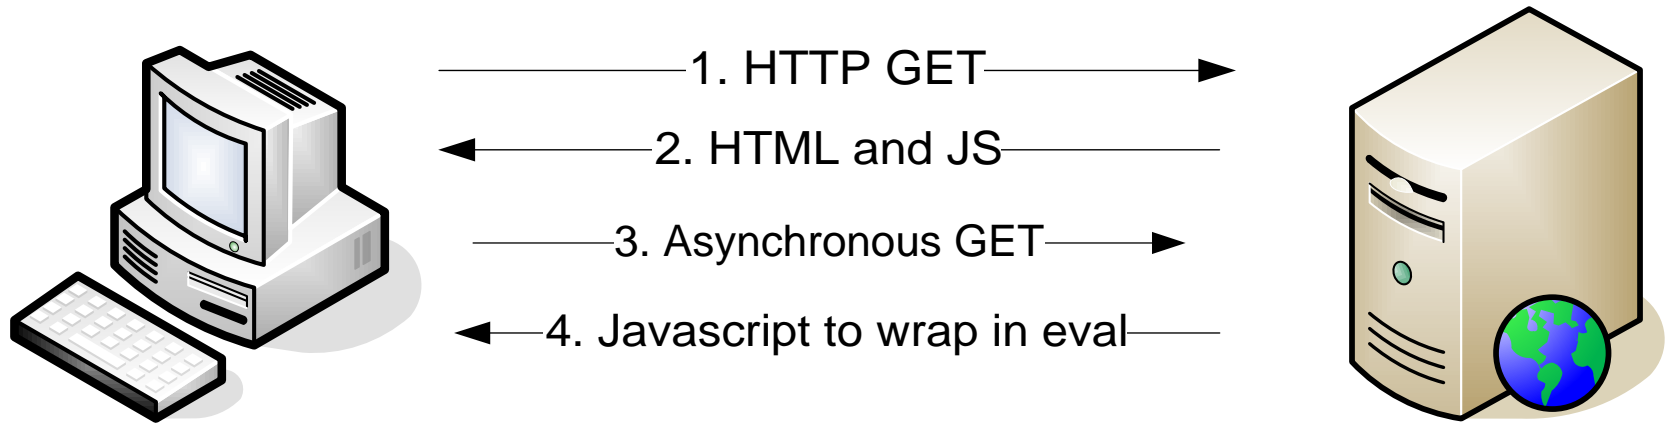 1. HTTP GET
2. HTML and JS
3. Asynchronous GET
4. Javascript to wrap in eval